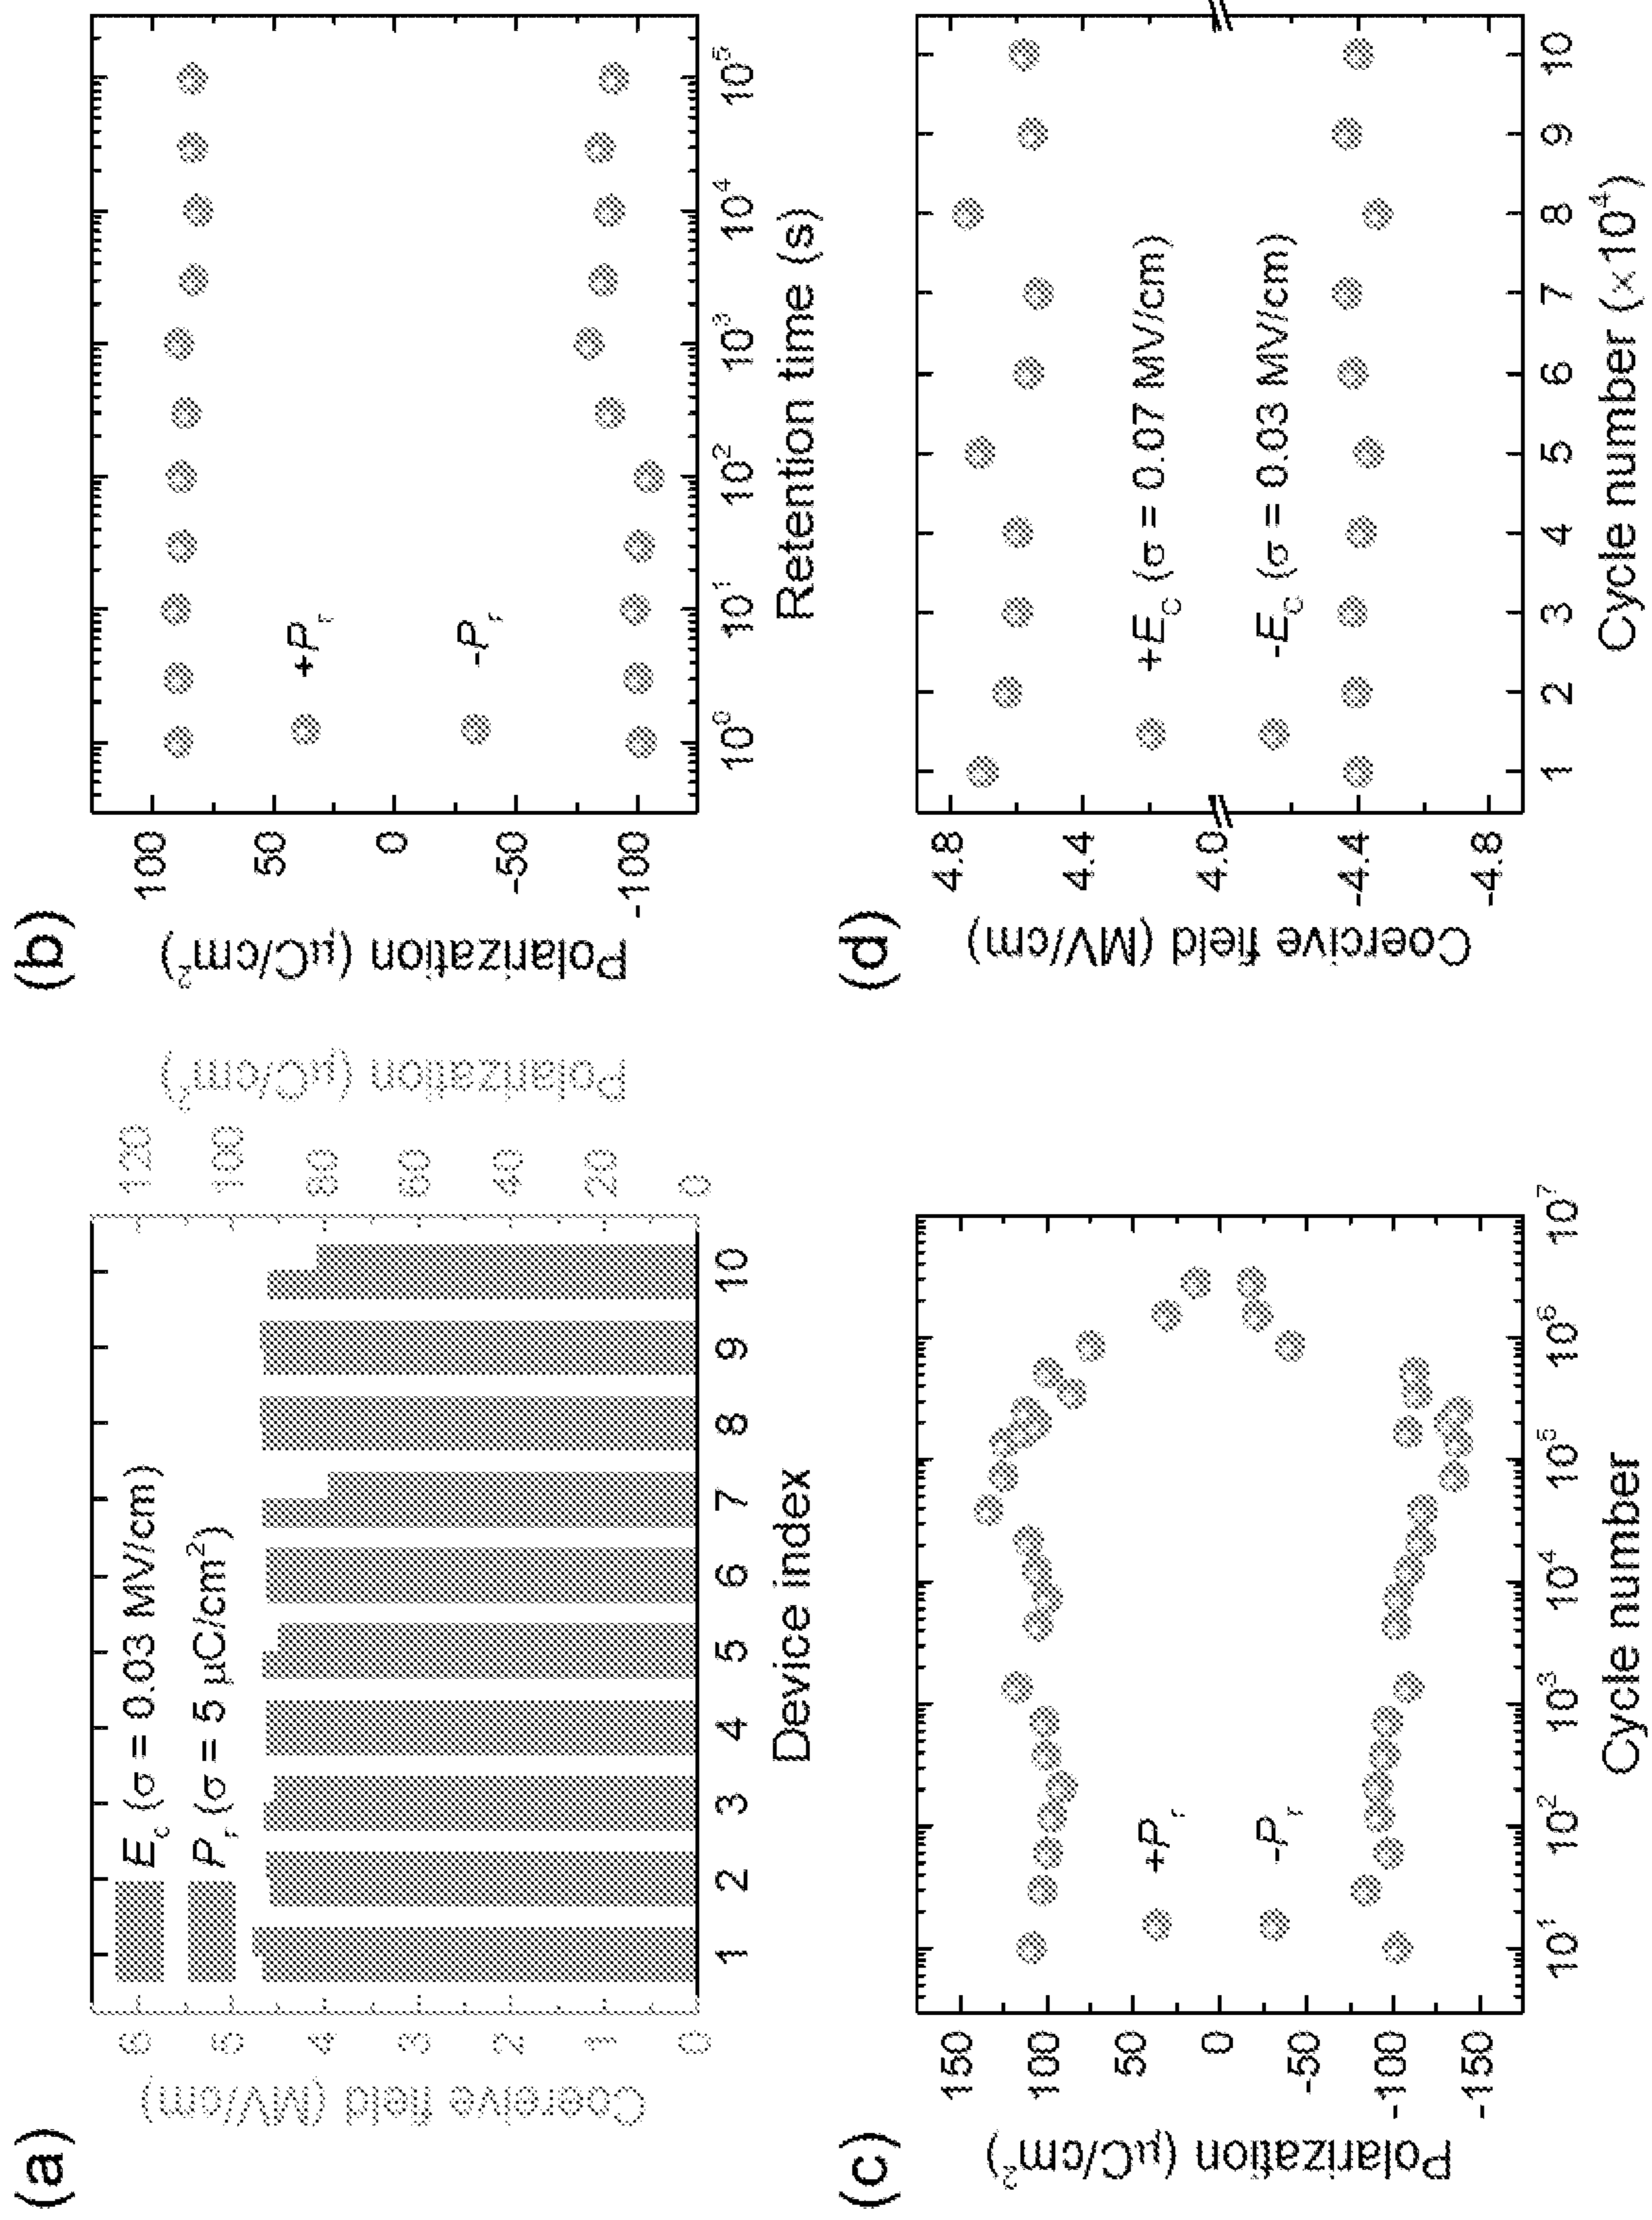 (a)
Coercive field (MV/cm)
6
5
4
3
2
1
0
E_c (σ = 0.03 MV/cm)
P_r (σ = 5 μC/cm²)
120
100
80
60
40
20
0
Polarization (μC/cm²)
1 2 3 4 5 6 7 8 9 10
Device index
(b)
Polarization (μC/cm²)
100
50
0
-50
-100
+P_r
-P_r
10⁰ 10¹ 10² 10³ 10⁴ 10⁵
Retention time (s)
(c)
Polarization (μC/cm²)
150
100
50
0
-50
-100
-150
+P_r
-P_r
10¹ 10² 10³ 10⁴ 10⁵ 10⁶ 10⁷
Cycle number
(d)
Coercive field (MV/cm)
4.8
4.4
4.0
-4.4
-4.8
+E_C (σ = 0.07 MV/cm)
-E_C (σ = 0.03 MV/cm)
1 2 3 4 5 6 7 8 9 10
Cycle number (×10⁴)